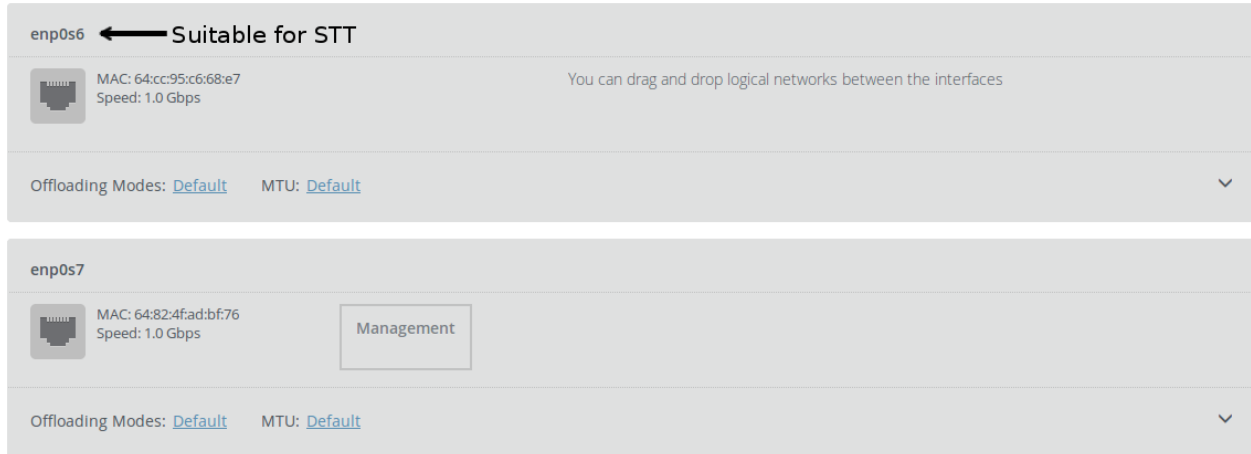 enp0s6 Suitable for STT
MAC: 64:cc:95:c6:68:e7
You can drag and drop logical networks between the interfaces
Speed: 1.0 Gbps
Offloading Modes: Default MTU: Default
enp0s7
MAC: 64:82:4f:ad:bf:76
Speed: 1.0 Gbps
Management
Offloading Modes: Default MTU: Default